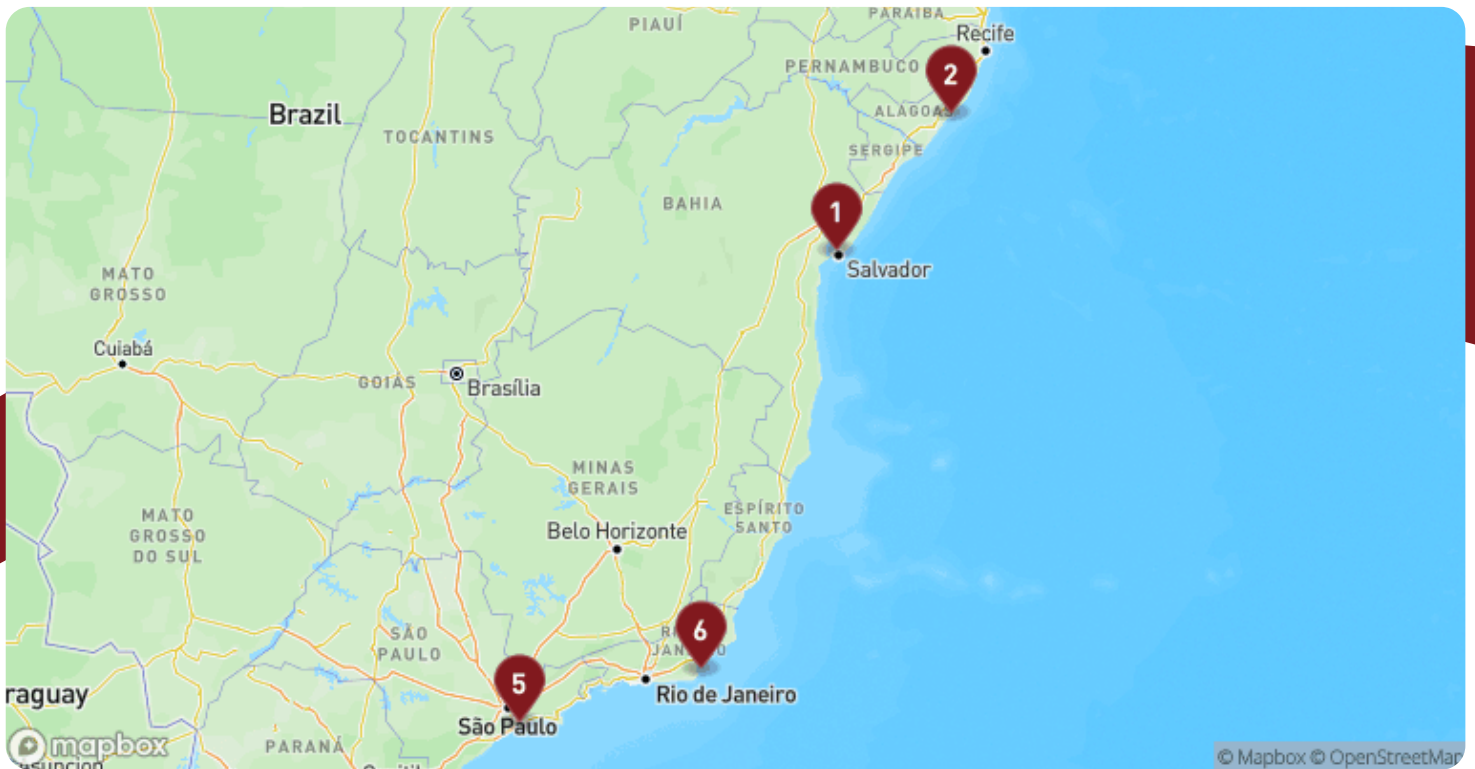 PIAUÍ
PARAÍBA
Recife
PERNAMBUCO
2
Brazil
ALAGOAS
TOCANTINS
SERGIPE
BAHIA
1
Salvador
MATO
GROSSO
Cuiabá
GOIÁS
Brasília
MINAS
GERAIS
MATO
GROSSO
DO SUL
ESPÍRITO
SANTO
Belo Horizonte
SÃO
PAULO
6
5
raguay
Rio de Janeiro
São Paulo
PARANÁ
mapbox
© Mapbox © OpenStreetMap